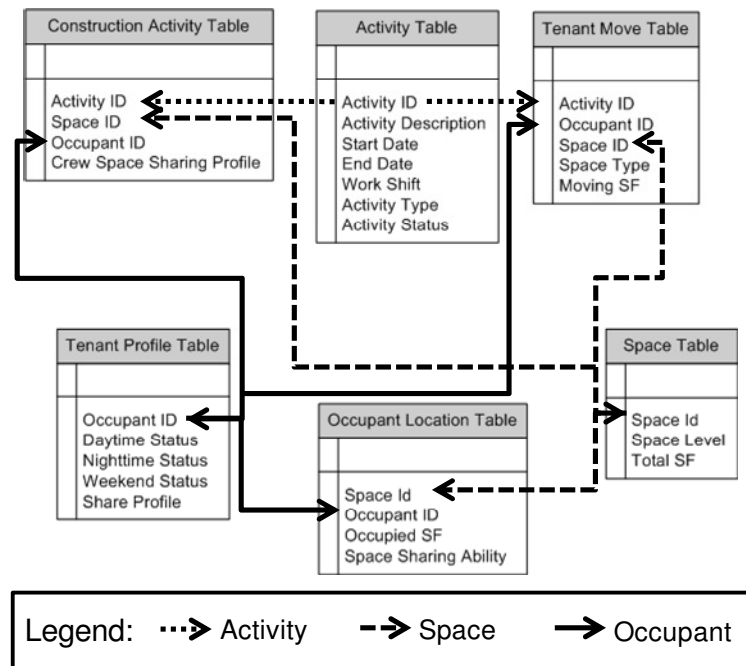 Construction Activity Table
Activity ID
Space ID
Occupant ID
Crew Space Sharing Profile
Activity Table
Activity ID
Activity Description
Start Date
End Date
Work Shift
Activity Type
Activity Status
Tenant Move Table
Activity ID
Occupant ID
Space ID
Space Type
Moving SF
Tenant Profile Table
Occupant ID
Daytime Status
Nighttime Status
Weekend Status
Share Profile
Occupant Location Table
Space Id
Occupant ID
Occupied SF
Space Sharing Ability
Space Table
Space Id
Space Level
Total SF
Legend: Activity Space Occupant